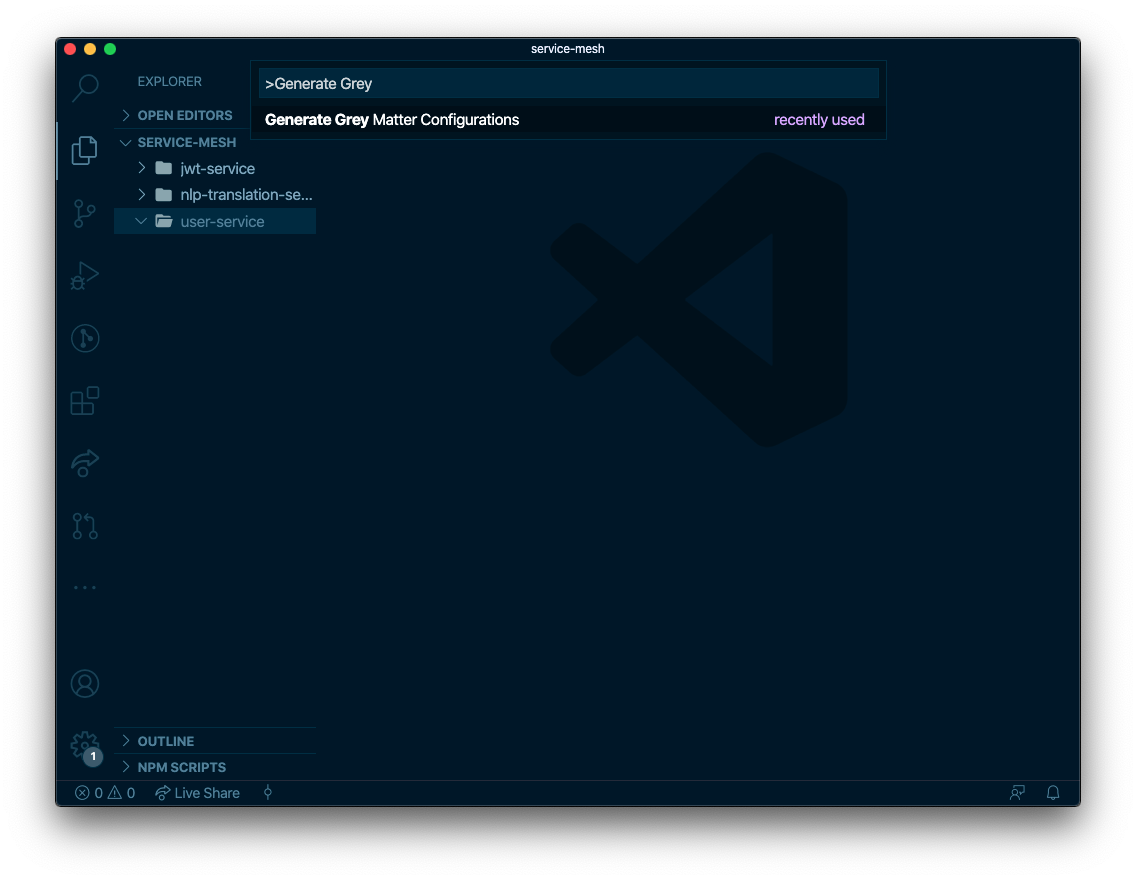 service-mesh
EXPLORER
>Generate Grey
OPEN EDITORS
Generate Grey Matter Configurations recently used
SERVICE-MESH
jwt-service
nlp-translation-se...
user-service
OUTLINE
1
NPM SCRIPTS
0 0 Live Share